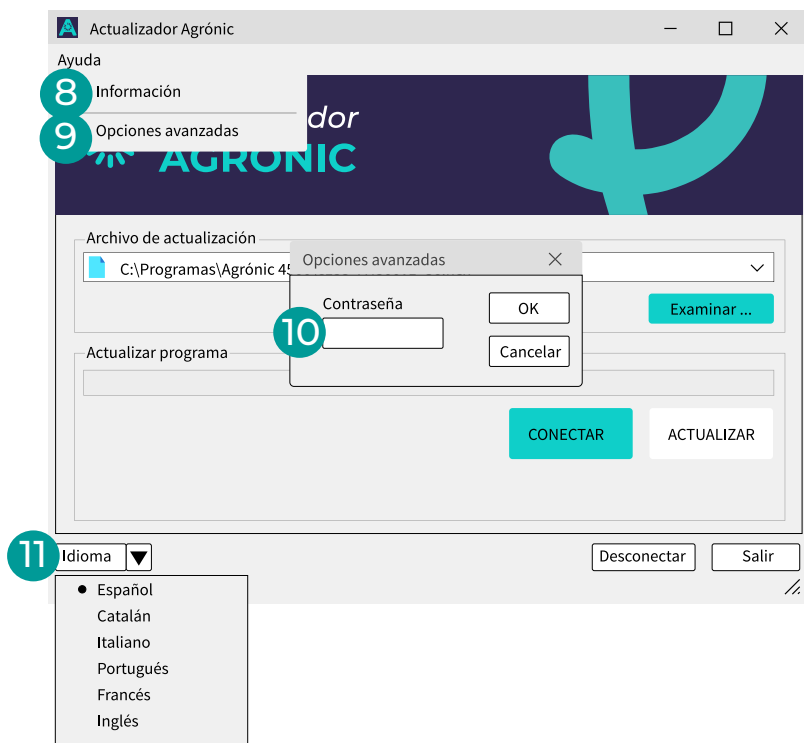 Actualizador Agrónic
Ayuda
8 Información
9 Opciones avanzadas
dor
AGRÓNIC
Archivo de actualización
C:\Programas\Agrónic 45
Opciones avanzadas
Contraseña
10
OK
Cancelar
Examinar ...
Actualizar programa
CONECTAR
ACTUALIZAR
11 Idioma
Desconectar
Salir
Español
Catalán
Italiano
Portugués
Francés
Inglés